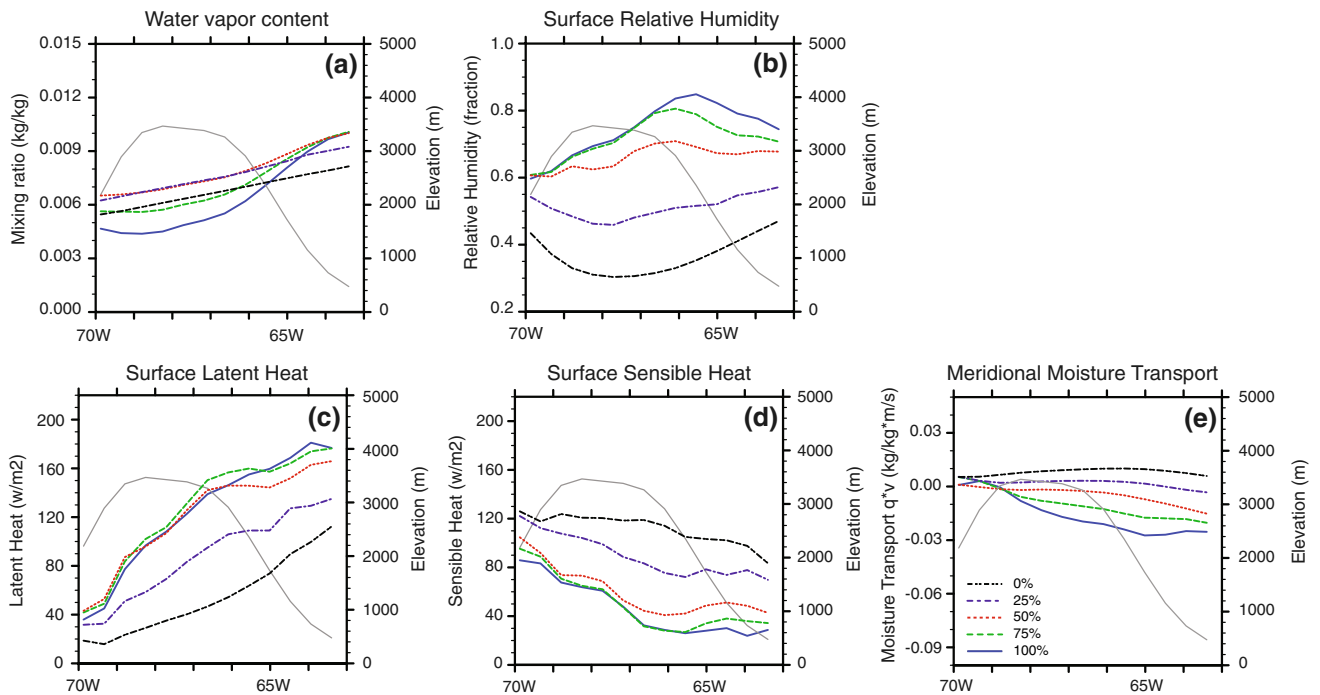 Water vapor content
0.015
0.012
0.009
0.006
0.003
0.000
Mixing ratio (kg/kg)
(a)
5000
4000
3000
2000
1000
0
Elevation (m)
70W
65W
Surface Relative Humidity
1.0
0.8
0.6
0.4
0.2
Relative Humidity (fraction)
(b)
5000
4000
3000
2000
1000
0
Elevation (m)
70W
65W
Surface Latent Heat
200
160
120
80
40
0
Latent Heat (w/m2)
(c)
5000
4000
3000
2000
1000
0
Elevation (m)
70W
65W
Surface Sensible Heat
200
160
120
80
40
0
Sensible Heat (w/m2)
(d)
5000
4000
3000
2000
1000
0
Elevation (m)
70W
65W
Meridional Moisture Transport
0.03
0.00
-0.03
-0.06
-0.09
Moisture Transport q*v (kg/kg*m/s)
(e)
0%
25%
50%
75%
100%
5000
4000
3000
2000
1000
0
Elevation (m)
70W
65W